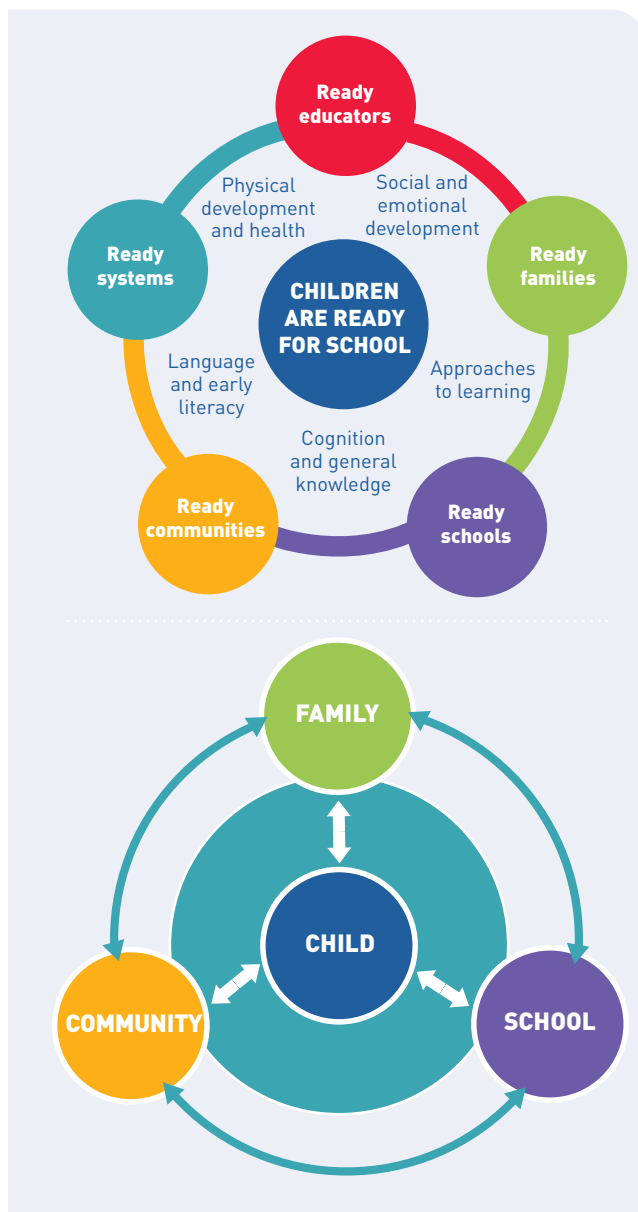 Ready
educators
Physical
development
and health
Social and
emotional
development
Ready
systems
Ready
families
CHILDREN
ARE READY
FOR SCHOOL
Language
and early
literacy
Approaches
to learning
Cognition
and general
knowledge
Ready
communities
Ready
schools
FAMILY
CHILD
COMMUNITY
SCHOOL